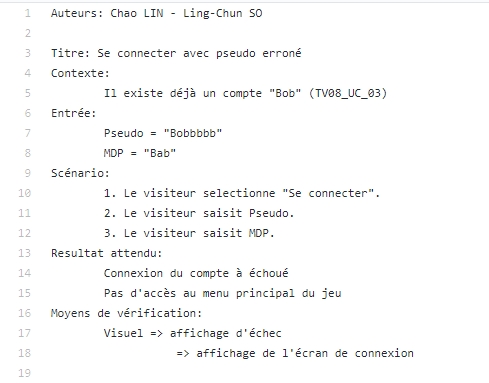 1 Auteurs: Chao LIN - Ling-Chun SO
2
3 Titre: Se connecter avec pseudo erroné
4 Contexte:
5 Il existe déjà un compte "Bob" (TV08_UC_03)
6 Entrée:
7 Pseudo = "Bobbbbb"
8 MDP = "Bab"
9 Scénario:
10 1. Le visiteur selectionne "Se connecter".
11 2. Le visiteur saisit Pseudo.
12 3. Le visiteur saisit MDP.
13 Resultat attendu:
14 Connexion du compte à échoué
15 Pas d'accès au menu principal du jeu
16 Moyens de vérification:
17 Visuel => affichage d'échec
18 => affichage de l'écran de connexion
19